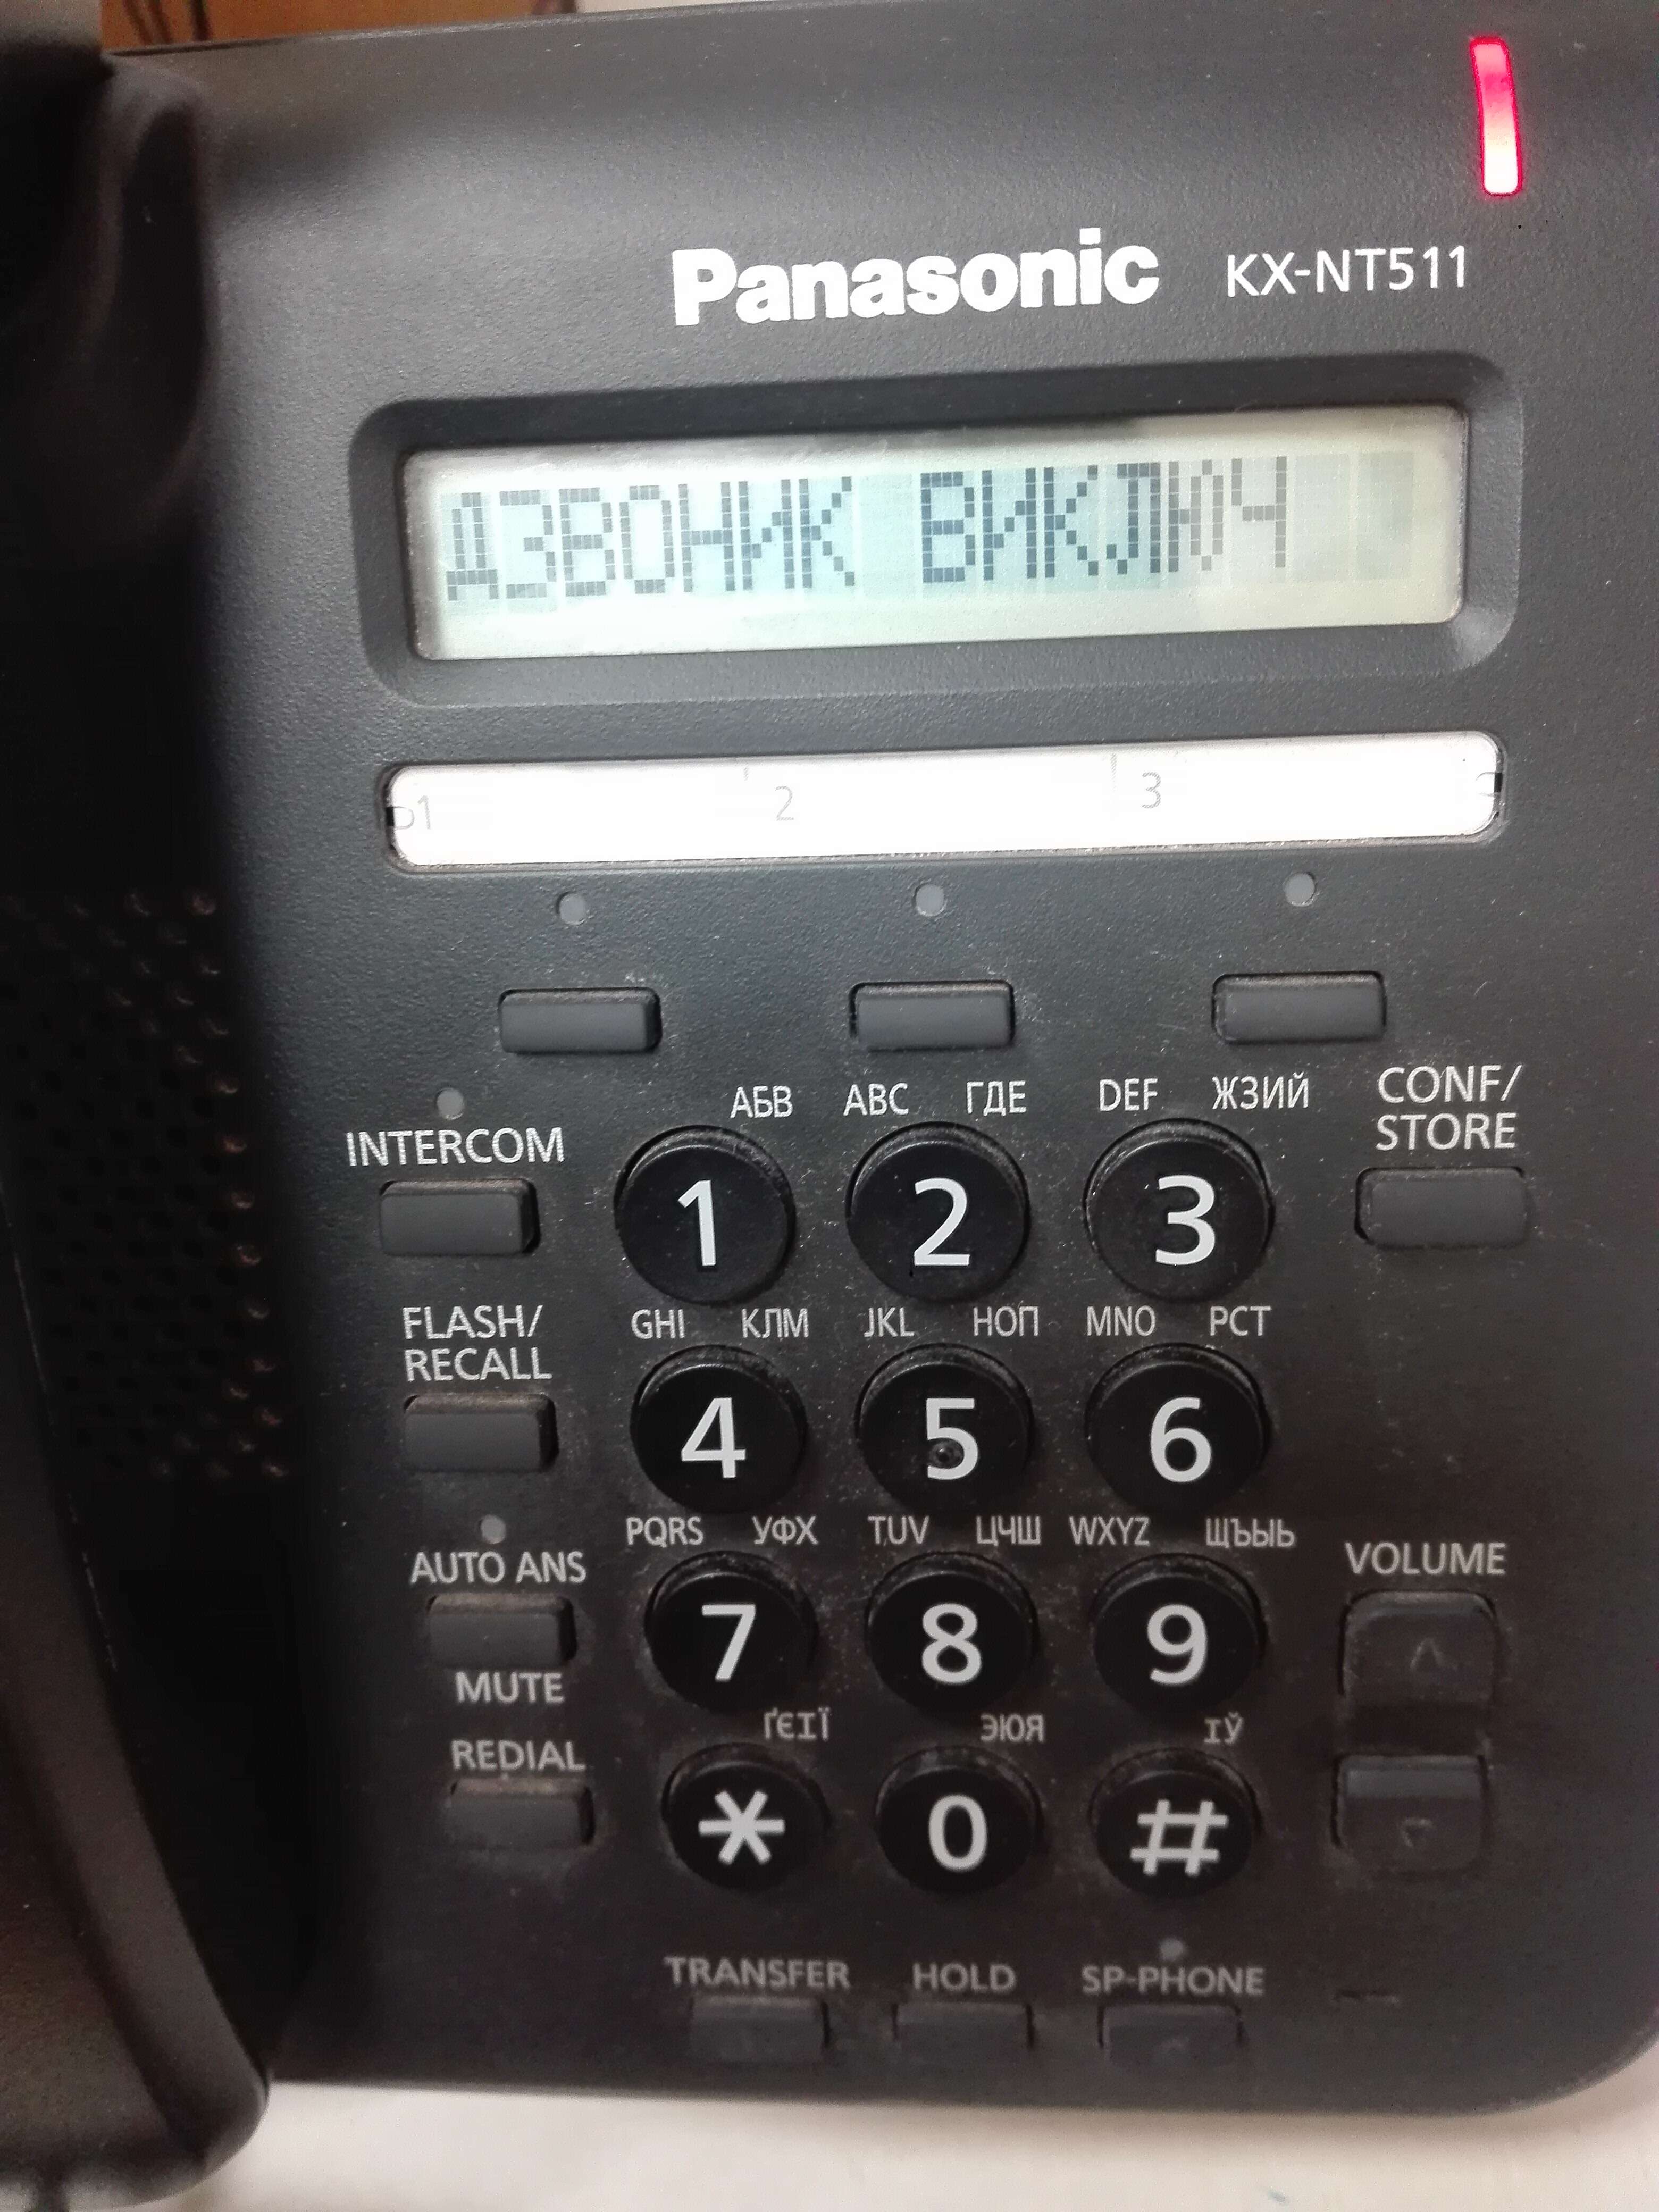 Panasonic KX-NT511
ДЗВОНИК ВИКЛЮЧ
1 2 3
АБВ ABC ГДЕ DEF ЖЗИЙ CONF/
STORE
INTERCOM
1 2 3
FLASH/
RECALL
GHI КЛМ JKL НОП MNO РСТ
4 5 6
PQRS УФХ TUV ЦЧШ WXYZ ЩЪЫЬ
AUTO ANS
VOLUME
7 8 9
MUTE
ҐЄІЇ ЭЮЯ ІЎ
REDIAL
* 0 #
TRANSFER HOLD SP-PHONE